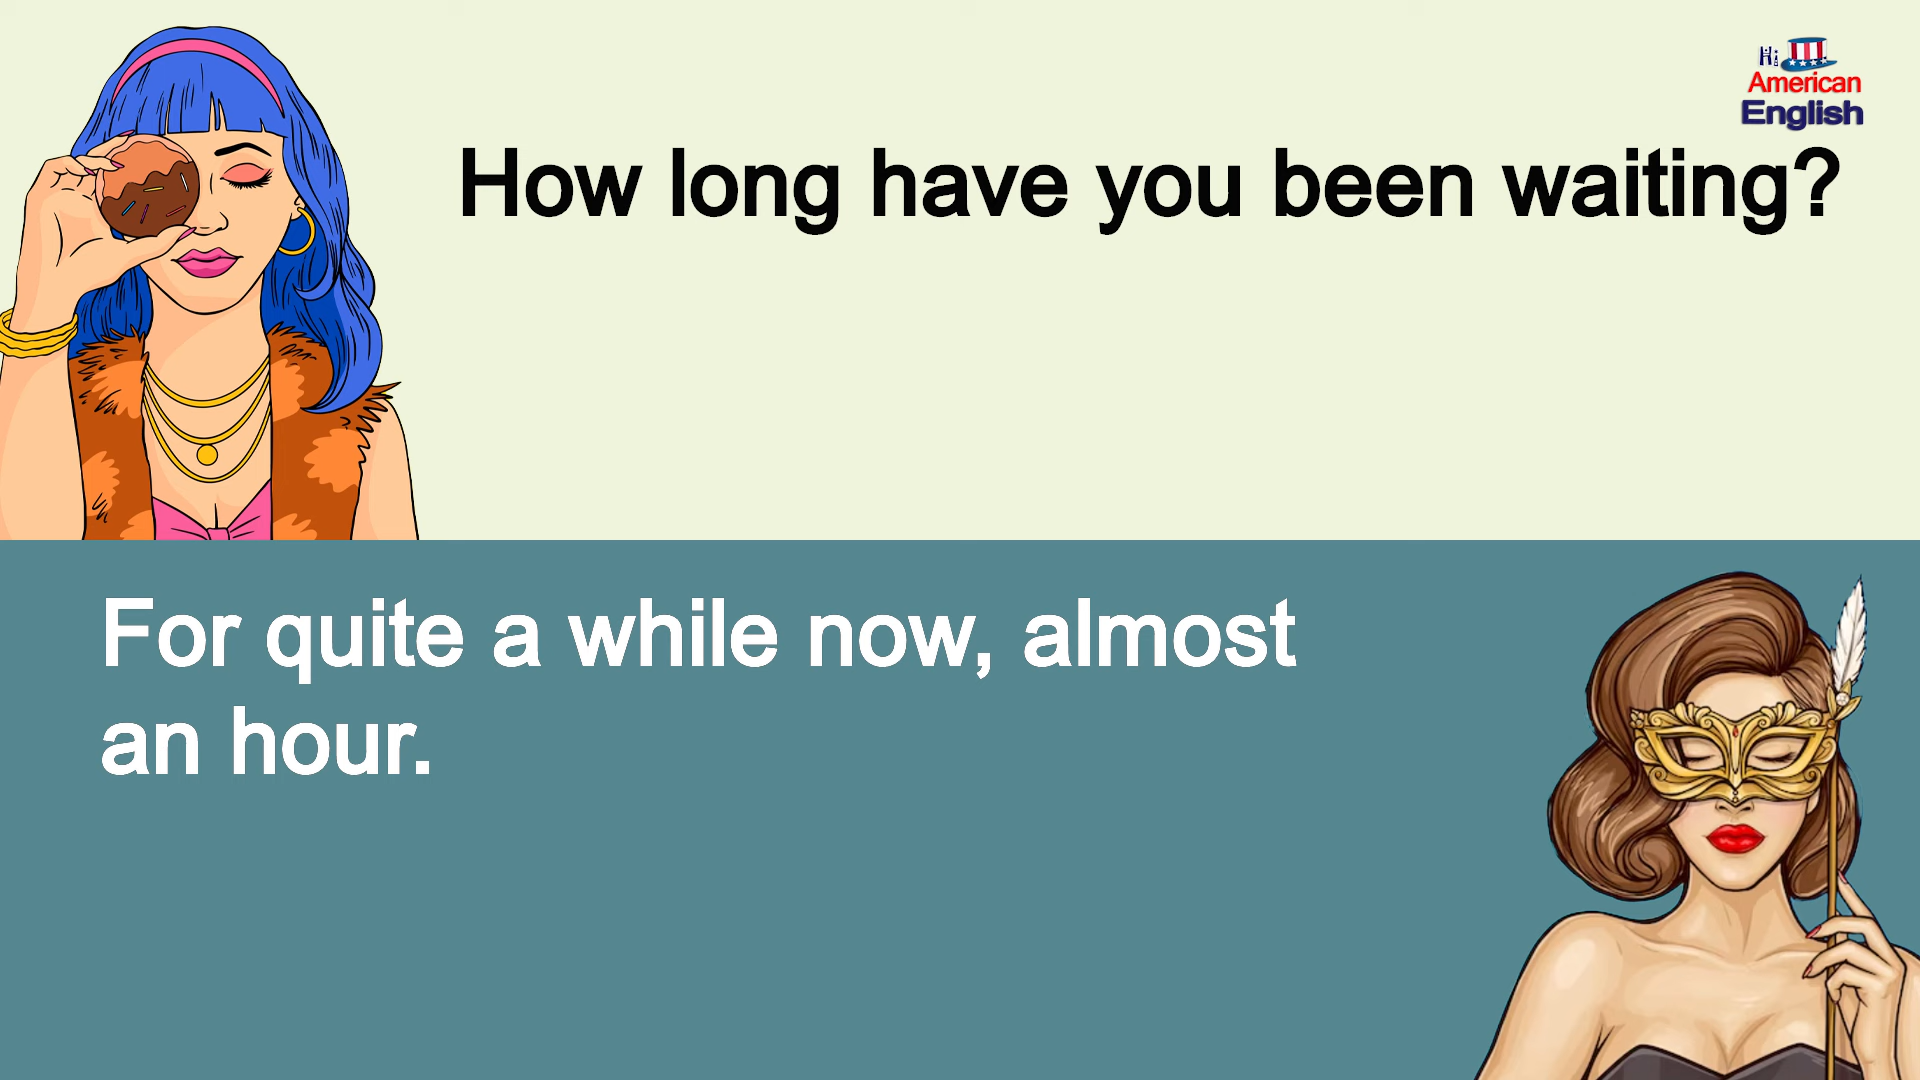 Hi
American
English
How long have you been waiting?
For quite a while now, almost
an hour.